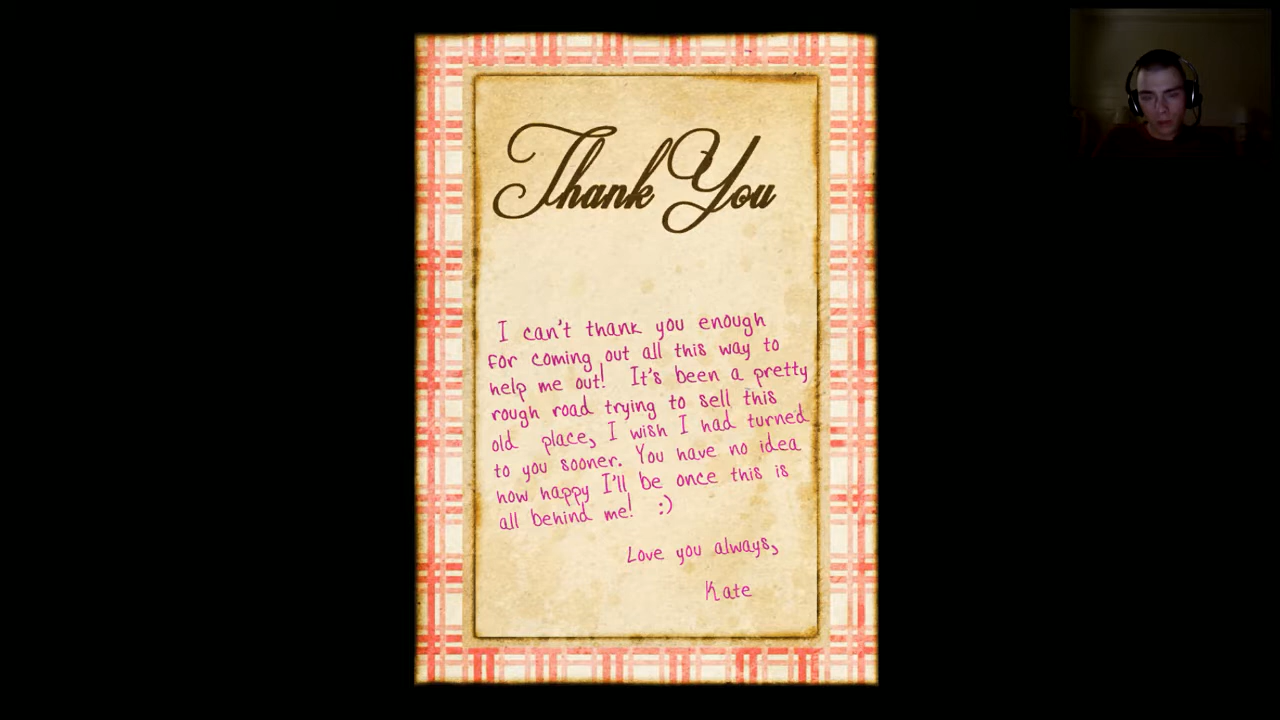 Thank You
I can't thank you enough
for coming out all this way to
help me out! It's been a pretty
rough road trying to sell this
old place, I wish I had turned
to you sooner. You have no idea
how happy I'll be once this is
all behind me! :)
Love you always,
Kate